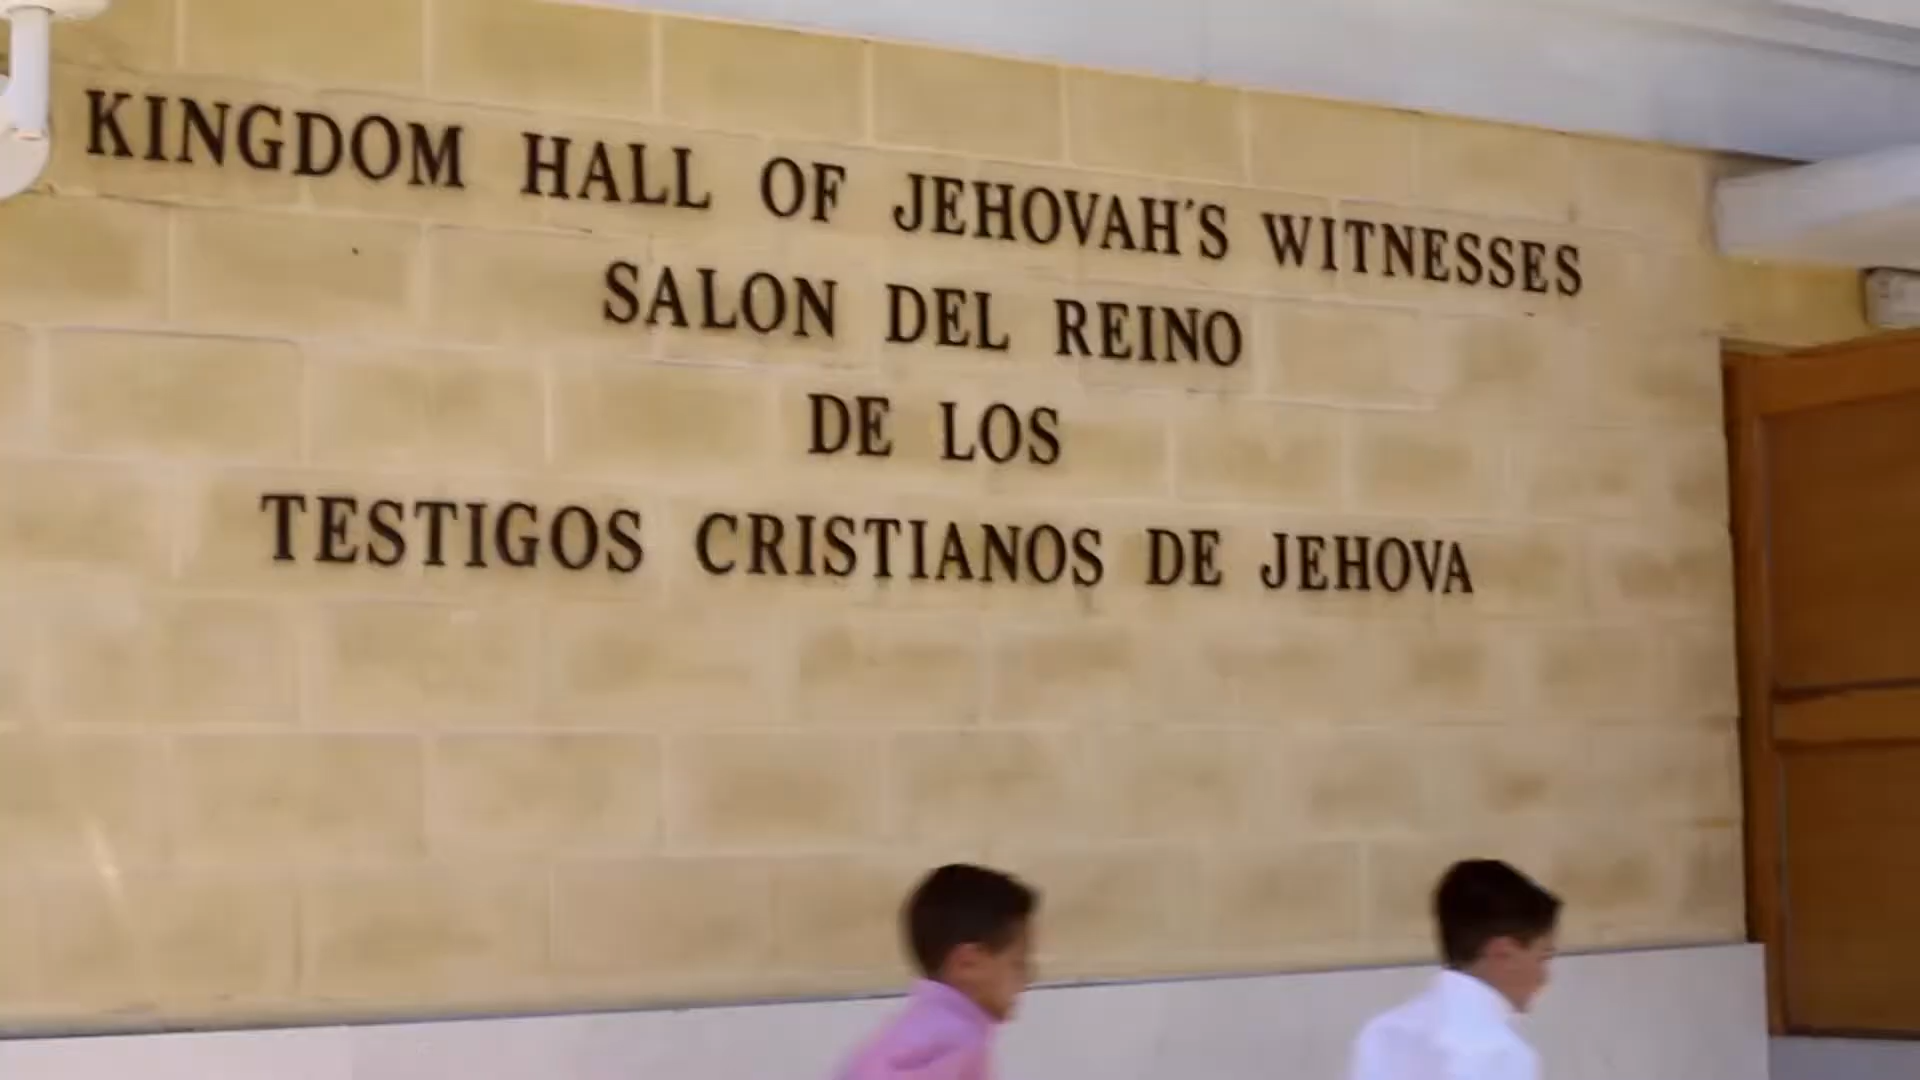 KINGDOM HALL OF JEHOVAH'S WITNESSES
SALON DEL REINO
DE LOS
TESTIGOS CRISTIANOS DE JEHOVA